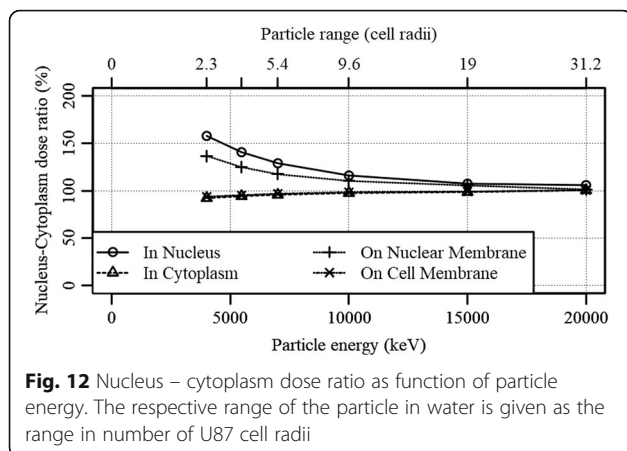 Particle range (cell radii)
0 2.3 5.4 9.6 19 31.2
Nucleus-Cytoplasm dose ratio (%)
200
150
100
50
0
In Nucleus On Nuclear Membrane
In Cytoplasm On Cell Membrane
0 5000 10000 15000 20000
Particle energy (keV)
Fig. 12 Nucleus – cytoplasm dose ratio as function of particle
energy. The respective range of the particle in water is given as the
range in number of U87 cell radii